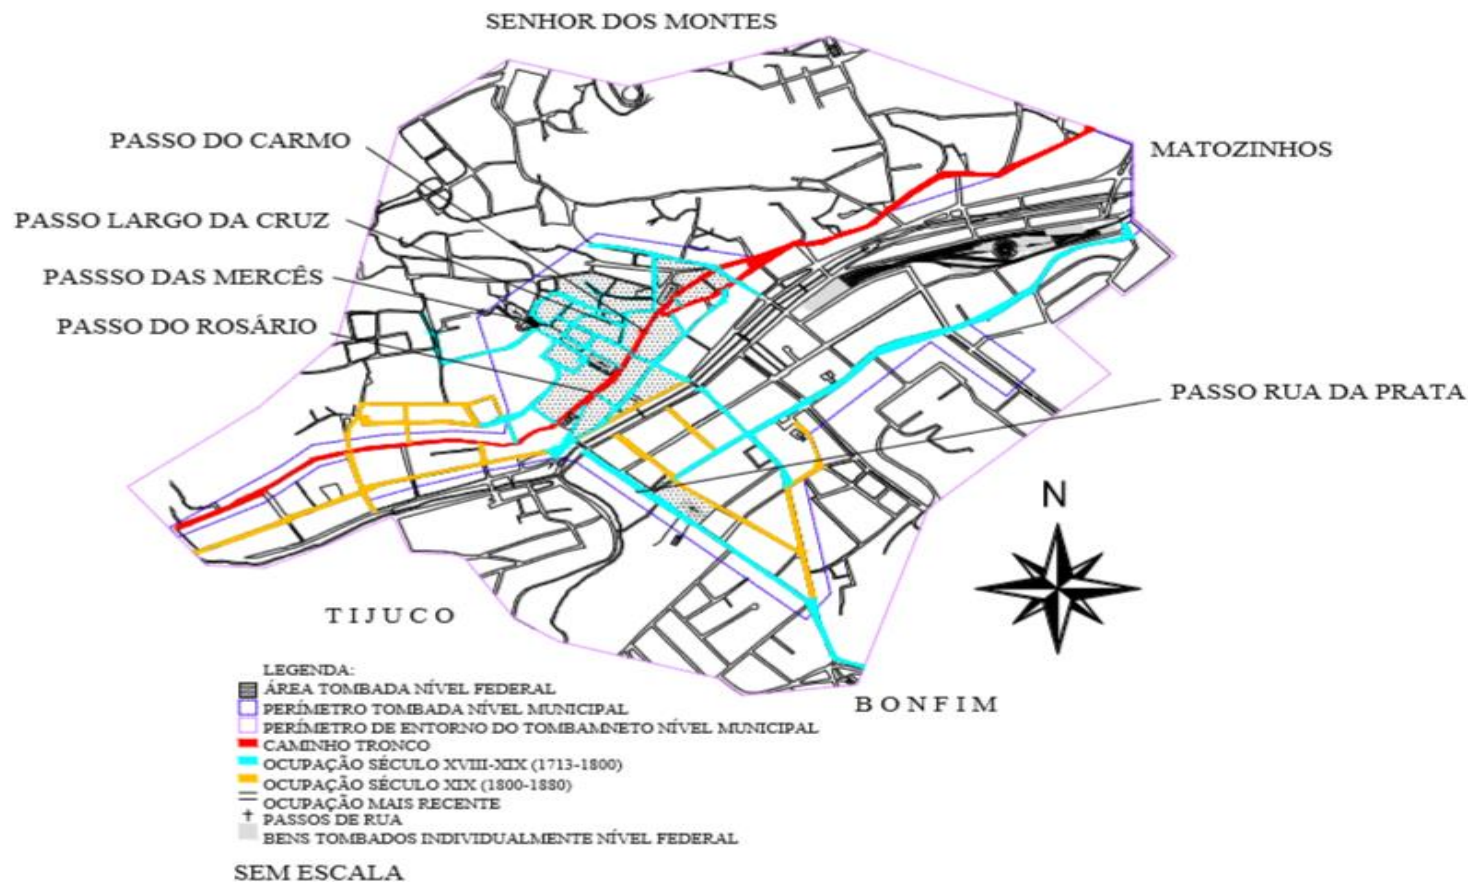 SENHOR DOS MONTES
PASSO DO CARMO
MATOZINHOS
PASSO LARGO DA CRUZ
PASSSO DAS MERCÊS
PASSO DO ROSÁRIO
PASSO RUA DA PRATA
N
TIJUCO
BONFIM
LEGENDA:
ÁREA TOMBADA NÍVEL FEDERAL
PERÍMETRO TOMBADA NÍVEL MUNICIPAL
PERÍMETRO DE ENTORNO DO TOMBAMNETO NÍVEL MUNICIPAL
CAMINHO TRONCO
OCUPAÇÃO SÉCULO XVIII-XIX (1713-1800)
OCUPAÇÃO SÉCULO XIX (1800-1880)
OCUPAÇÃO MAIS RECENTE
PASSOS DE RUA
BENS TOMBADOS INDIVIDUALMENTE NÍVEL FEDERAL
SEM ESCALA